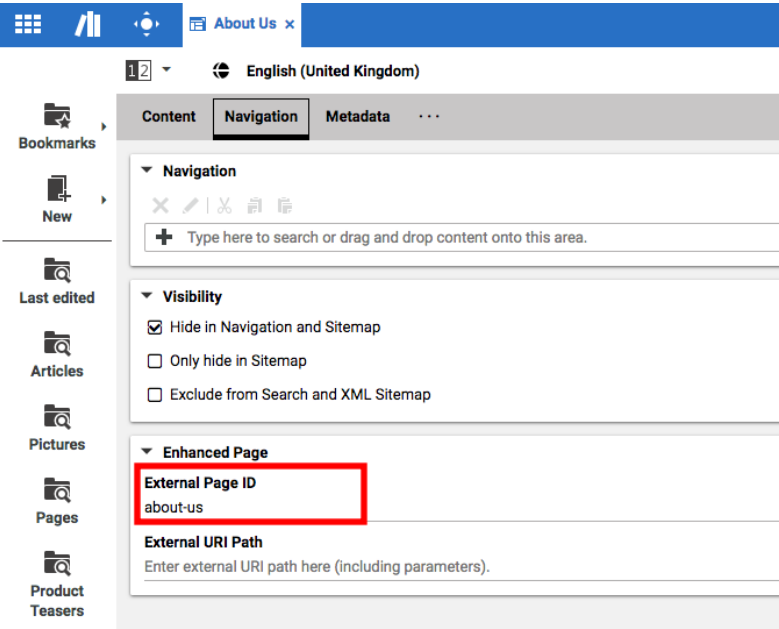 About Us ×
12
English (United Kingdom)
Content Navigation Metadata ···
Bookmarks
New
Last edited
Articles
Pictures
Pages
Product
Teasers
Navigation
Type here to search or drag and drop content onto this area.
Visibility
Hide in Navigation and Sitemap
Only hide in Sitemap
Exclude from Search and XML Sitemap
Enhanced Page
External Page ID
about-us
External URI Path
Enter external URI path here (including parameters).